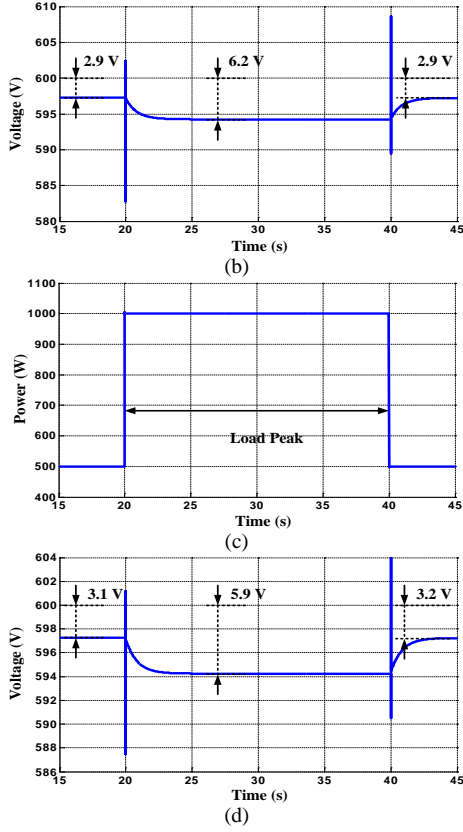 610
605
600
595
590
585
580
2.9 V
6.2 V
2.9 V
Voltage (V)
15 20 25 30 35 40 45
Time (s)
(b)
1100
1000
900
800
700
600
500
400
Power (W)
Load Peak
15 20 25 30 35 40 45
Time (s)
(c)
604
602
600
598
596
594
592
590
588
586
3.1 V
5.9 V
3.2 V
Voltage (V)
15 20 25 30 35 40 45
Time (s)
(d)